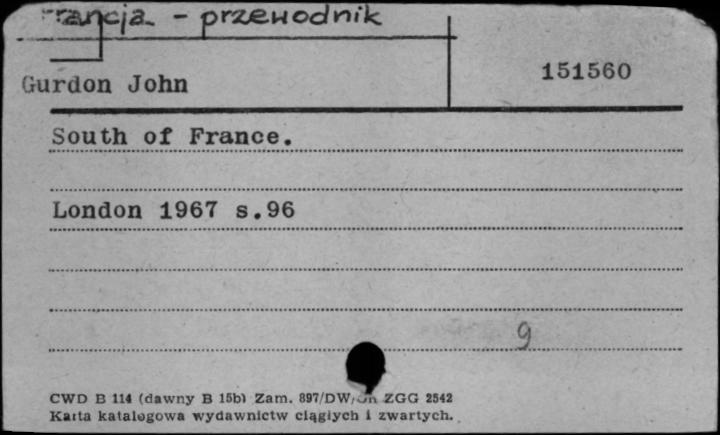 Francja - przewodnik
Gurdon John
151560
South of France.
London 1967 s.96
9
CWD B 114 (dawny B 15b) Zam. 897/DW, ZGG 2542
Karta katalogowa wydawnictw ciągłych i zwartych.